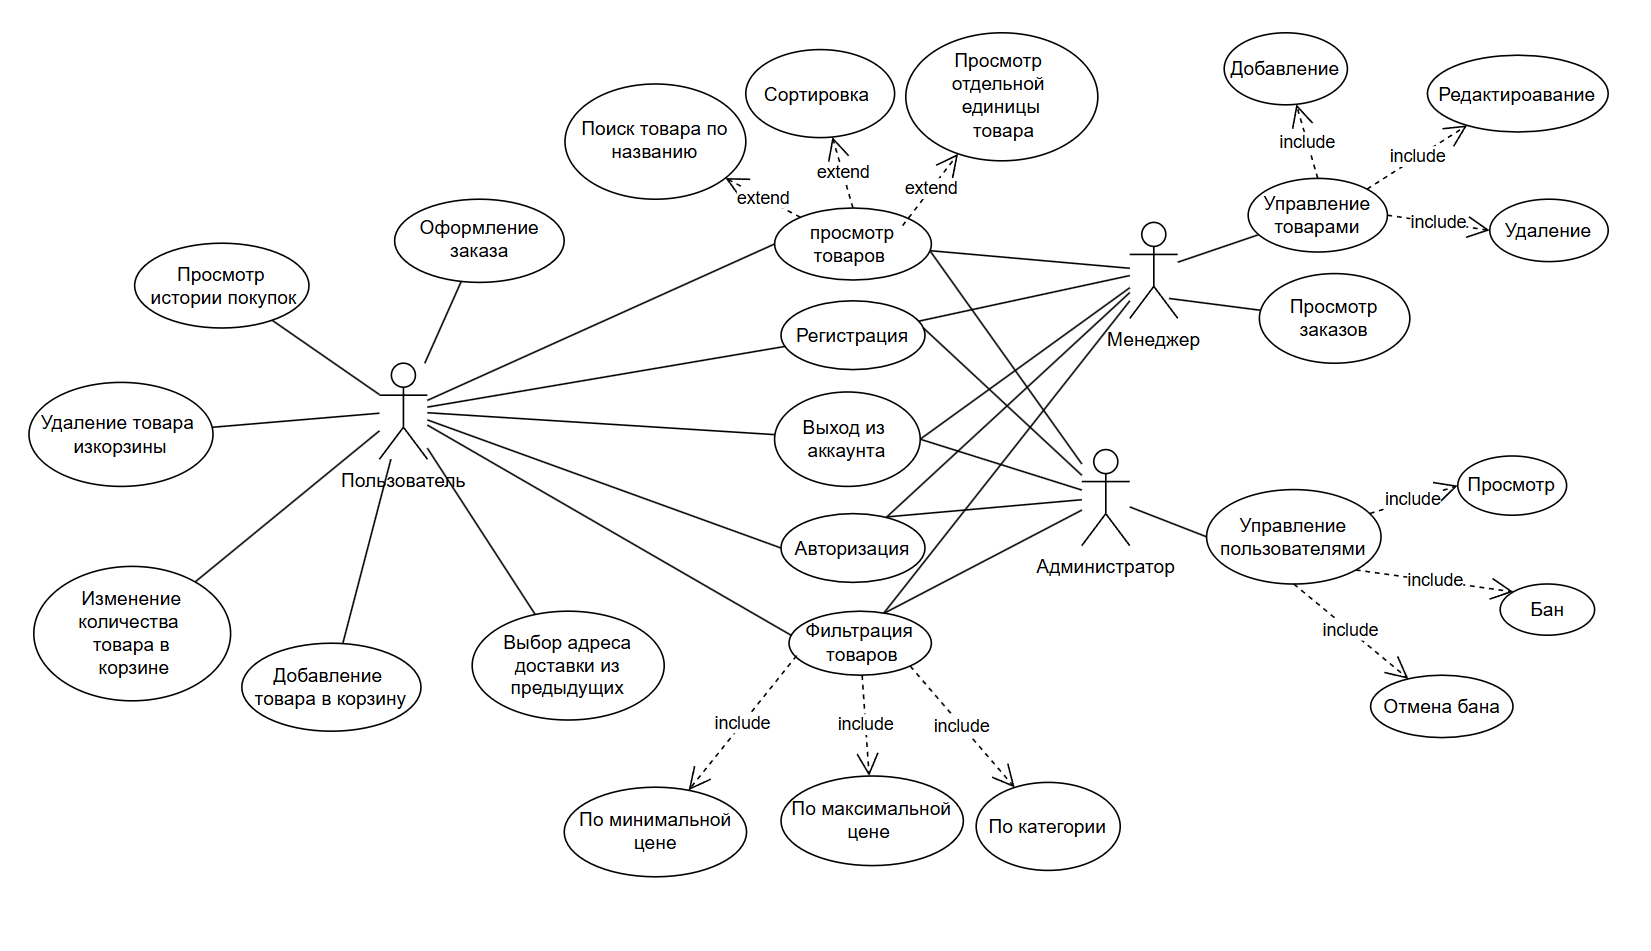 Добавление
Редактироавание
Просмотр
отдельной
единицы
товара
Сортировка
Поиск товара по
названию
include
include
extend
extend
extend
Управление
товарами
include
Удаление
просмотр
товаров
Оформление
заказа
Просмотр
истории покупок
Просмотр
заказов
Менеджер
Регистрация
Удаление товара
изкорзины
Выход из
аккаунта
Пользователь
Просмотр
include
Управление
пользователями
Авторизация
Администратор
include
Бан
Изменение
количества
товара в
корзине
Фильтрация
товаров
include
Выбор адреса
доставки из
предыдущих
Добавление
товара в корзину
Отмена бана
include
include
include
По минимальной
цене
По максимальной
цене
По категории